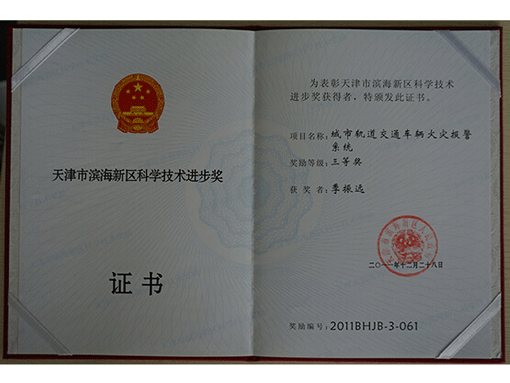 天津市滨海新区科学技术进步奖
证书
为表彰天津市滨海新区科学技术
进步奖获得者，特颁发此证书。
项目名称：城市轨道交通车辆火灾报警
系统
奖励等级：三等奖
获奖者：季振远
二〇一一年十二月二十八日
奖励编号：2011BHJB-3-061